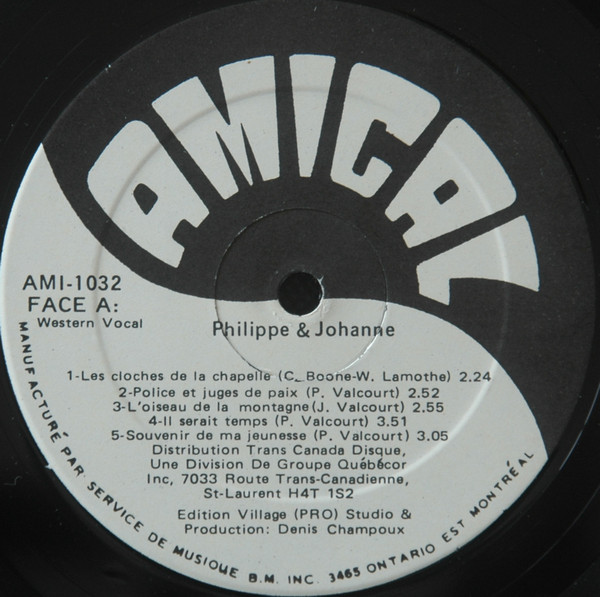 AMICAL
AMI-1032
FACE A:
Western Vocal
Philippe & Johanne
1-Les cloches de la chapelle (C. Boone-W. Lamothe) 2.24
2-Police et juges de paix (P. Valcourt) 2.52
3-L'oiseau de la montagne(J. Valcourt) 2.55
4-Il serait temps (P. Valcourt) 3.51
5-Souvenir de ma jeunesse (P. Valcourt) 3.05
Distribution Trans Canada Disque,
Une Division De Groupe Québécor
Inc, 7033 Route Trans-Canadienne,
St-Laurent H4T 1S2
Edition Village (PRO) Studio &
Production: Denis Champoux
MANUFACTURÉ PAR SERVICE DE MUSIQUE B.M. INC. 3465 ONTARIO EST MONTRÉAL